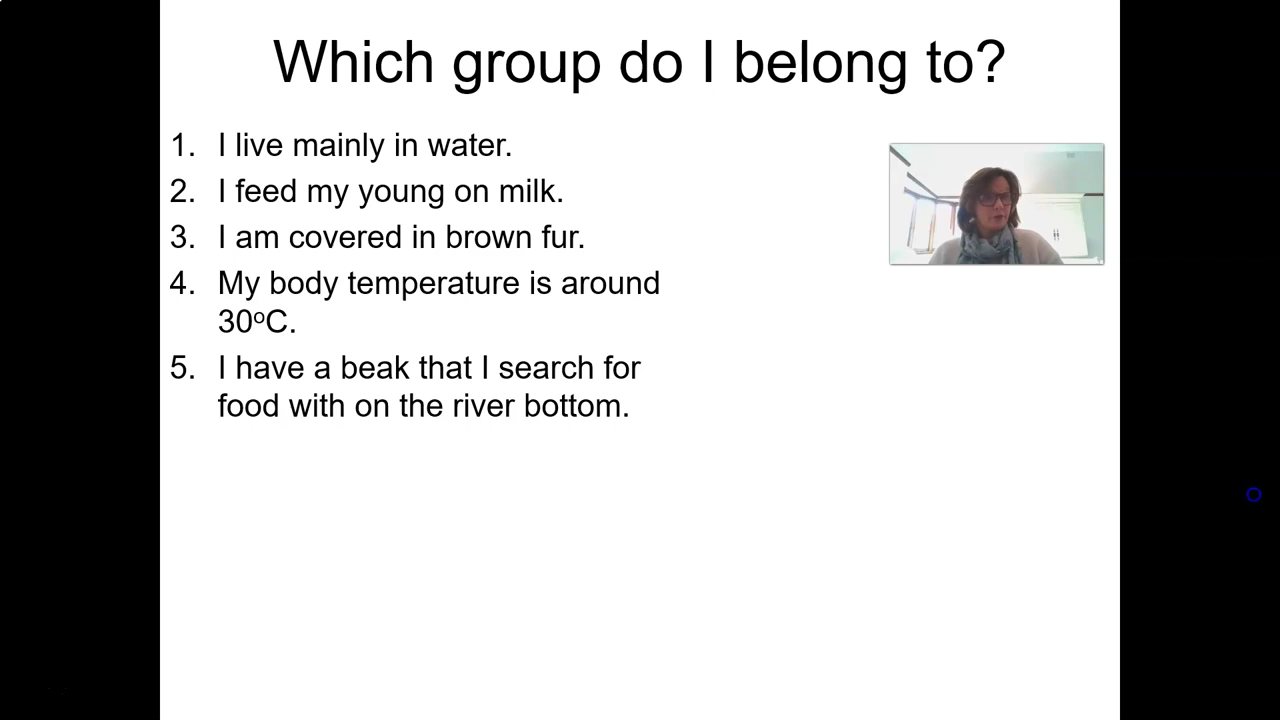 Which group do I belong to?
1. I live mainly in water.
2. I feed my young on milk.
3. I am covered in brown fur.
4. My body temperature is around
30ºC.
5. I have a beak that I search for
food with on the river bottom.